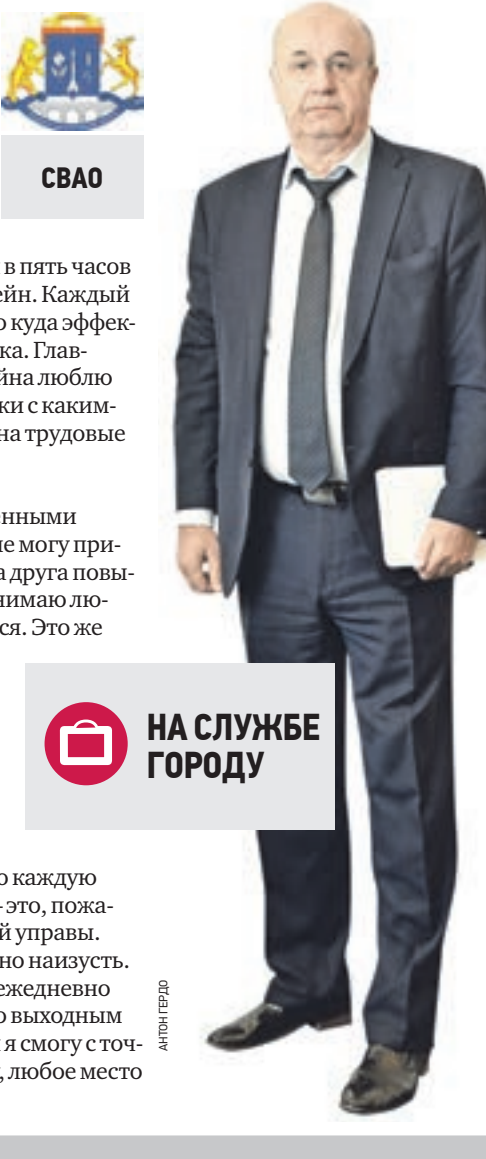 СВАО
в пять часов
ейн. Каждый
о куда эффек-
ка. Глав-
йна люблю
ки с каким-
на трудовые
енными
не могу при-
а друга повы-
нимаю лю-
ся. Это же
НА СЛУЖБЕ
ГОРОДУ
о каждую
- это, пожа-
й управы.
но наизусть.
ежедневно
о выходным
я смогу с точ-
, любое место
АНТОН ГЕРДО